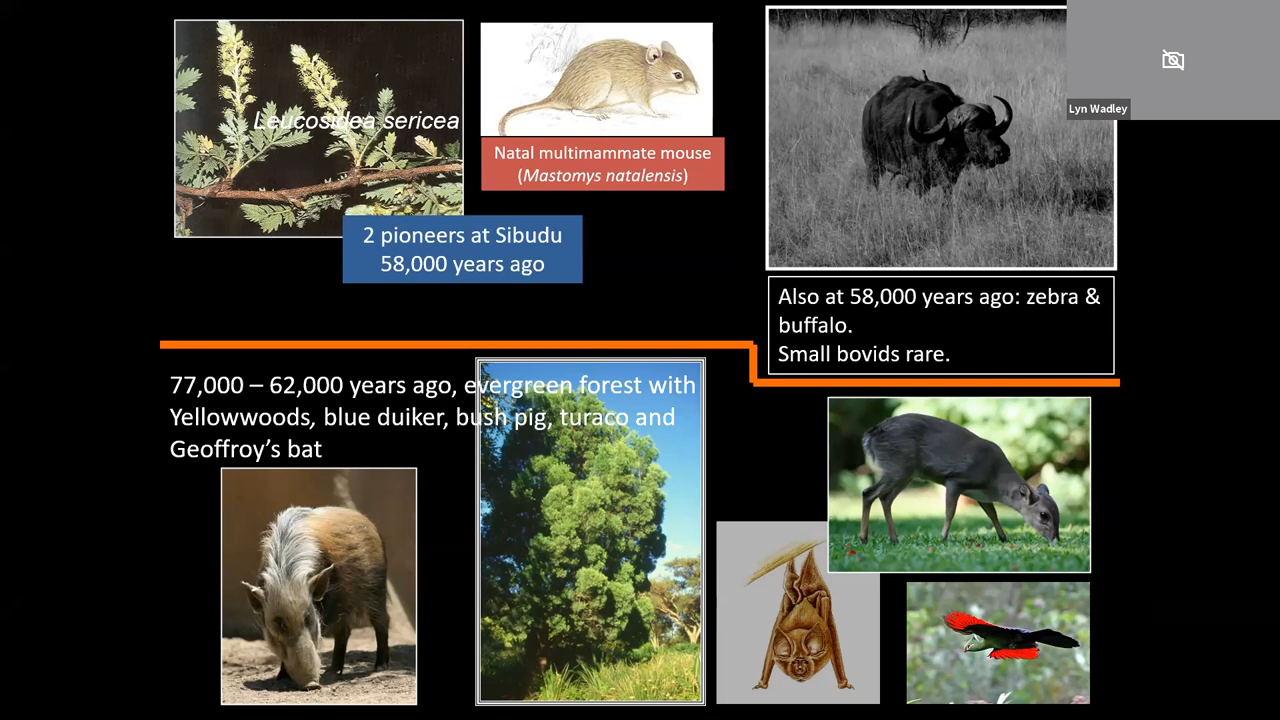 Leucosidea sericea
Natal multimammate mouse
(Mastomys natalensis)
Lyn Wadley
2 pioneers at Sibudu
58,000 years ago
Also at 58,000 years ago: zebra &
buffalo.
Small bovids rare.
77,000 – 62,000 years ago, evergreen forest with
Yellowwoods, blue duiker, bush pig, turaco and
Geoffroy’s bat